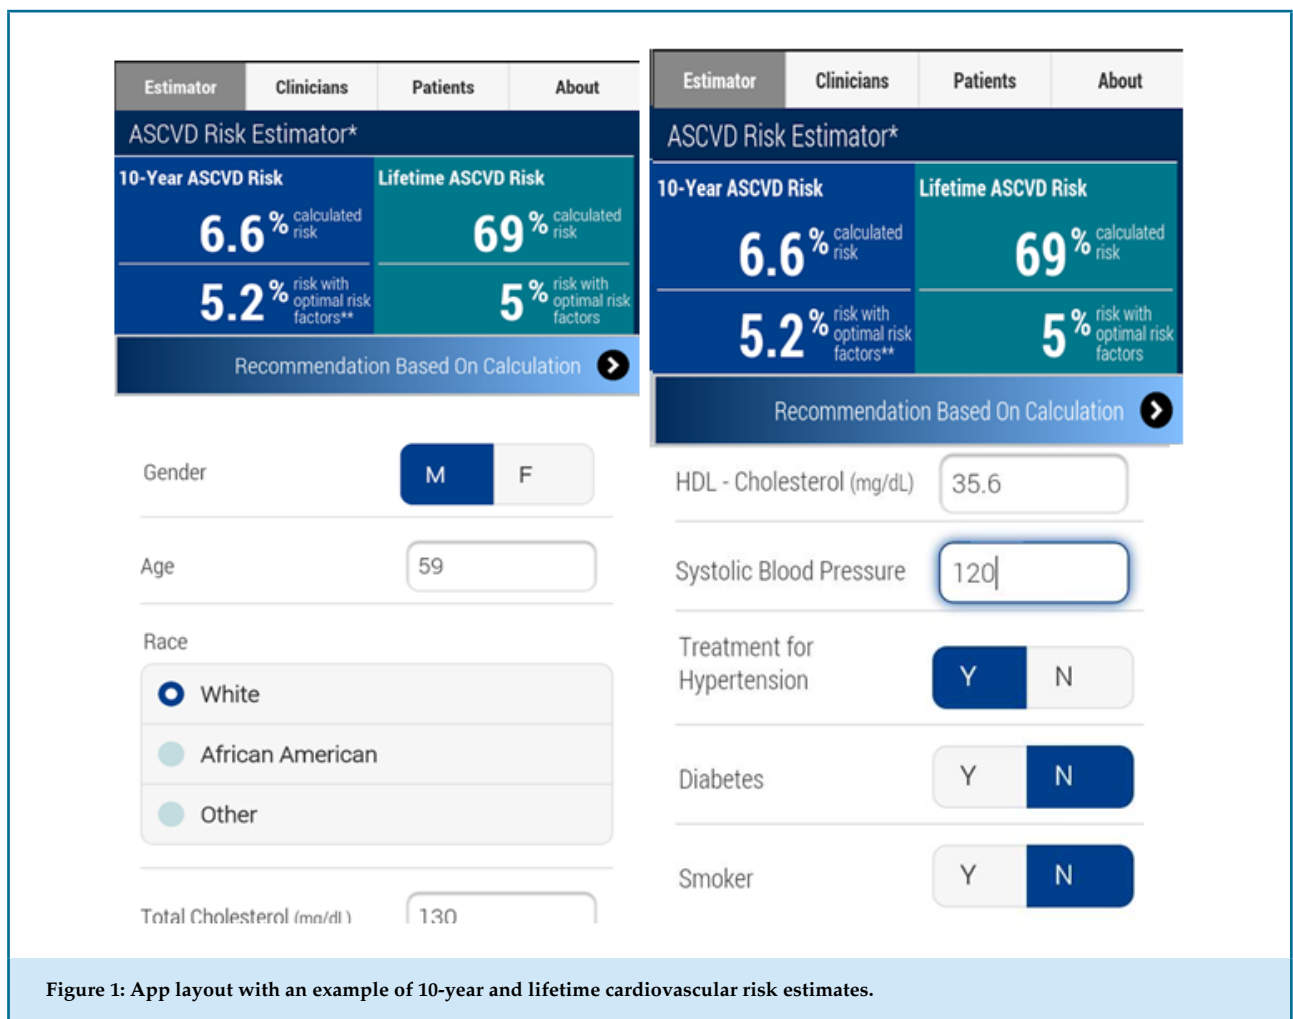 Estimator Clinicians Patients About
ASCVD Risk Estimator*
10-Year ASCVD Risk Lifetime ASCVD Risk
6.6% calculated risk 69% calculated risk
5.2% risk with optimal risk factors** 5% risk with optimal risk factors
Recommendation Based On Calculation
Gender M F
Age 59
Race
White
African American
Other
Total Cholesterol (mg/dL) 130
Estimator Clinicians Patients About
ASCVD Risk Estimator*
10-Year ASCVD Risk Lifetime ASCVD Risk
6.6% calculated risk 69% calculated risk
5.2% risk with optimal risk factors** 5% risk with optimal risk factors
Recommendation Based On Calculation
HDL - Cholesterol (mg/dL) 35.6
Systolic Blood Pressure 120
Treatment for
Hypertension Y N
Diabetes Y N
Smoker Y N
Figure 1: App layout with an example of 10-year and lifetime cardiovascular risk estimates.